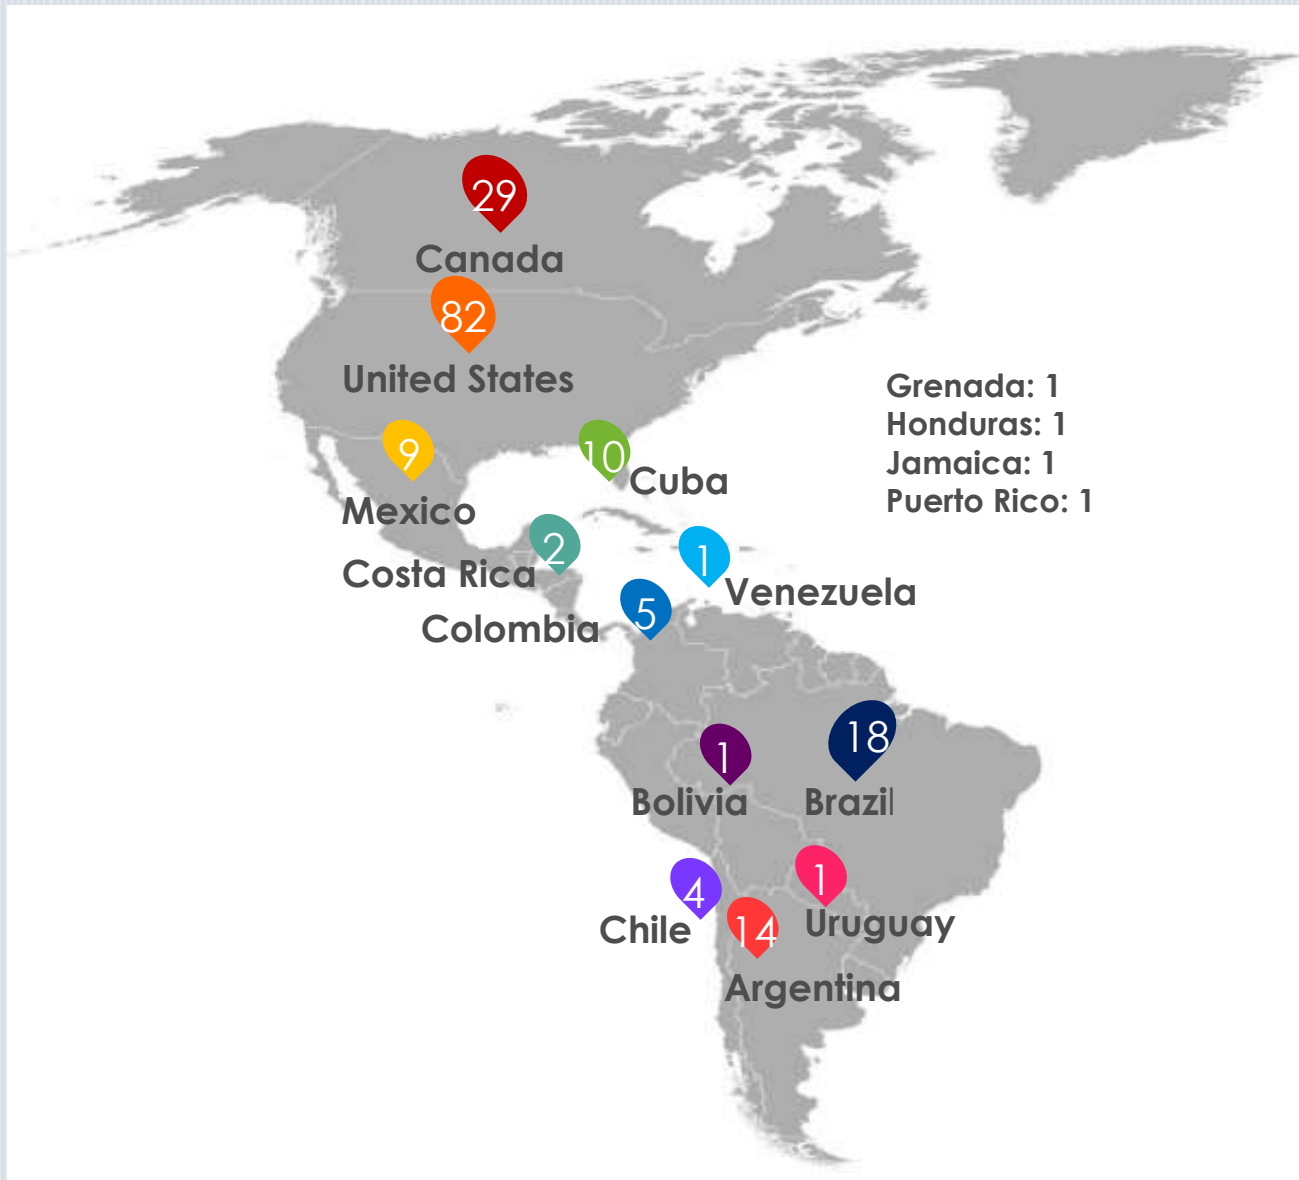 29
Canada
82
United States
Grenada: 1
Honduras: 1
Jamaica: 1
Puerto Rico: 1
9
Mexico
10
Cuba
2
Costa Rica
1
Venezuela
5
Colombia
1
Bolivia
18
Brazil
4
Chile
1
Uruguay
14
Argentina